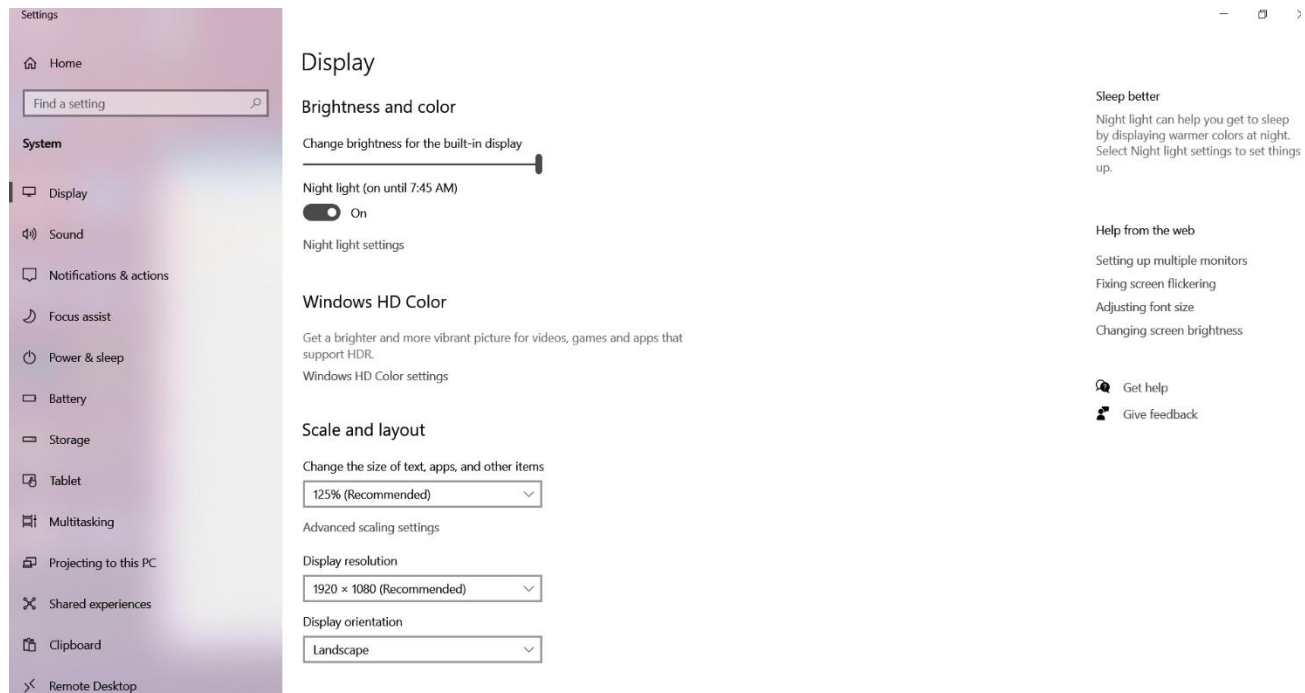 Settings
Home
Find a setting
System
Display
Sound
Notifications & actions
Focus assist
Power & sleep
Battery
Storage
Tablet
Multitasking
Projecting to this PC
Shared experiences
Clipboard
Remote Desktop
Display
Brightness and color
Change brightness for the built-in display
Night light (on until 7:45 AM)
On
Night light settings
Windows HD Color
Get a brighter and more vibrant picture for videos, games and apps that
support HDR.
Windows HD Color settings
Scale and layout
Change the size of text, apps, and other items
125% (Recommended)
Advanced scaling settings
Display resolution
1920 × 1080 (Recommended)
Display orientation
Landscape
Sleep better
Night light can help you get to sleep
by displaying warmer colors at night.
Select Night light settings to set things
up.
Help from the web
Setting up multiple monitors
Fixing screen flickering
Adjusting font size
Changing screen brightness
Get help
Give feedback